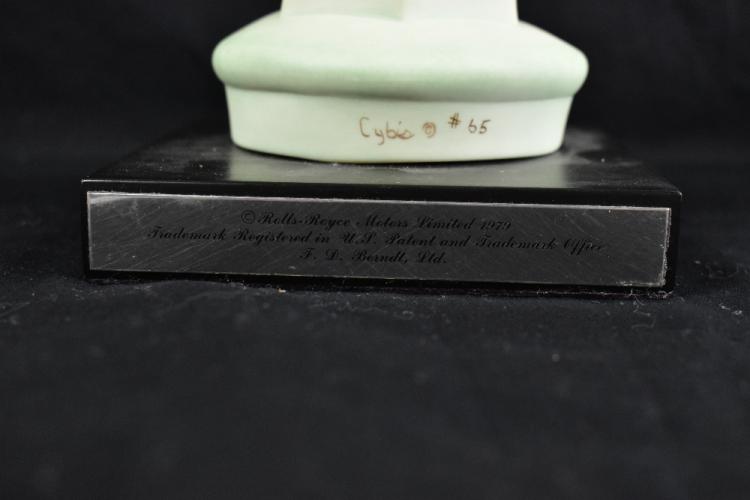 Cybis © #65
© Rolls-Royce Motors Limited 1979
Trademark Registered in U.S. Patent and Trademark Office.
F. D. Berndt, Ltd.